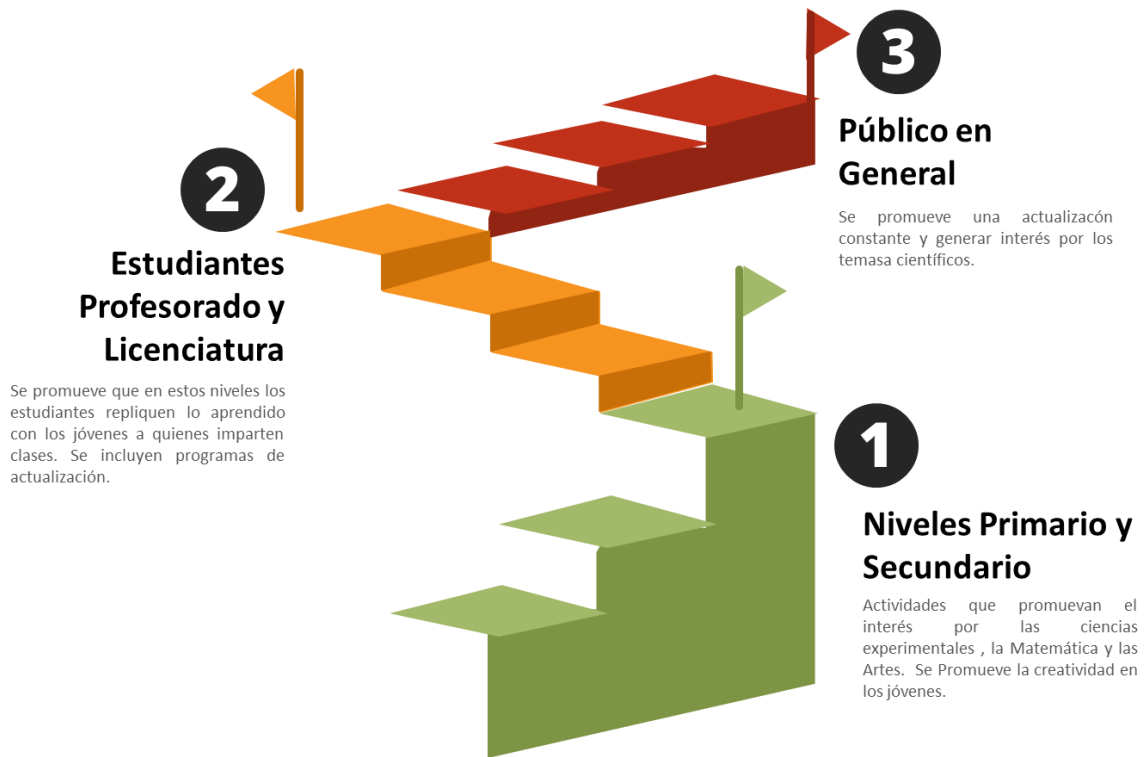 3
Público en
General
Se promueve una actualizacón
constante y generar interés por los
temasa científicos.
2
Estudiantes
Profesorado y
Licenciatura
Se promueve que en estos niveles los
estudiantes repliquen lo aprendido
con los jóvenes a quienes imparten
clases. Se incluyen programas de
actualización.
1
Niveles Primario y
Secundario
Actividades que promuevan el
interés por las ciencias
experimentales , la Matemática y las
Artes. Se Promueve la creatividad en
los jóvenes.